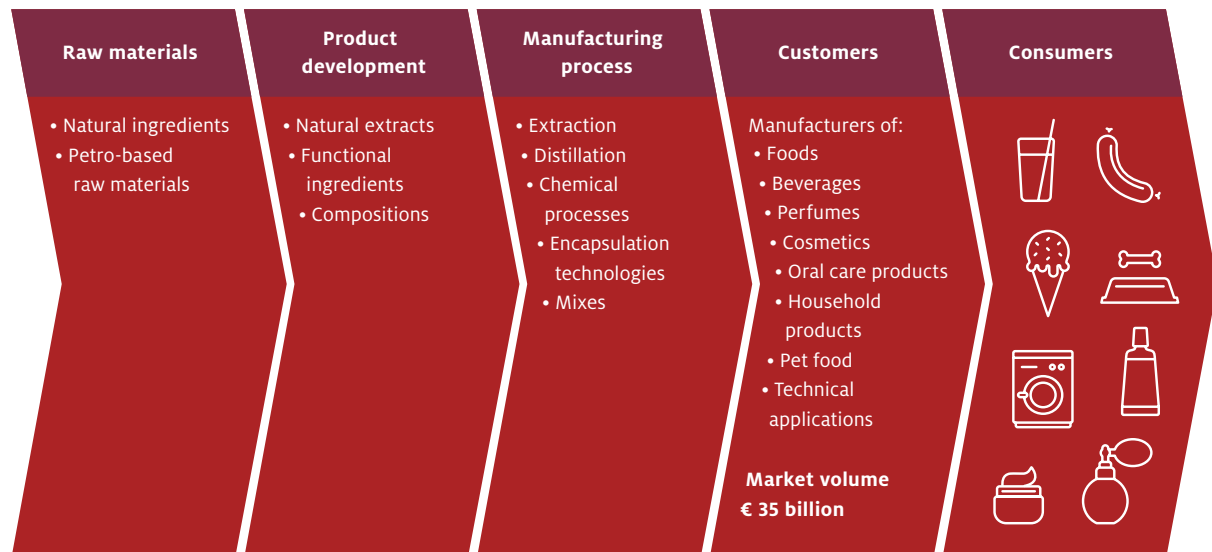 Raw materials
• Natural ingredients
• Petro-based
raw materials
Product
development
• Natural extracts
• Functional
ingredients
• Compositions
Manufacturing
process
• Extraction
• Distillation
• Chemical
processes
• Encapsulation
technologies
• Mixes
Customers
Manufacturers of:
• Foods
• Beverages
• Perfumes
• Cosmetics
• Oral care products
• Household
products
• Pet food
• Technical
applications
Market volume
€ 35 billion
Consumers